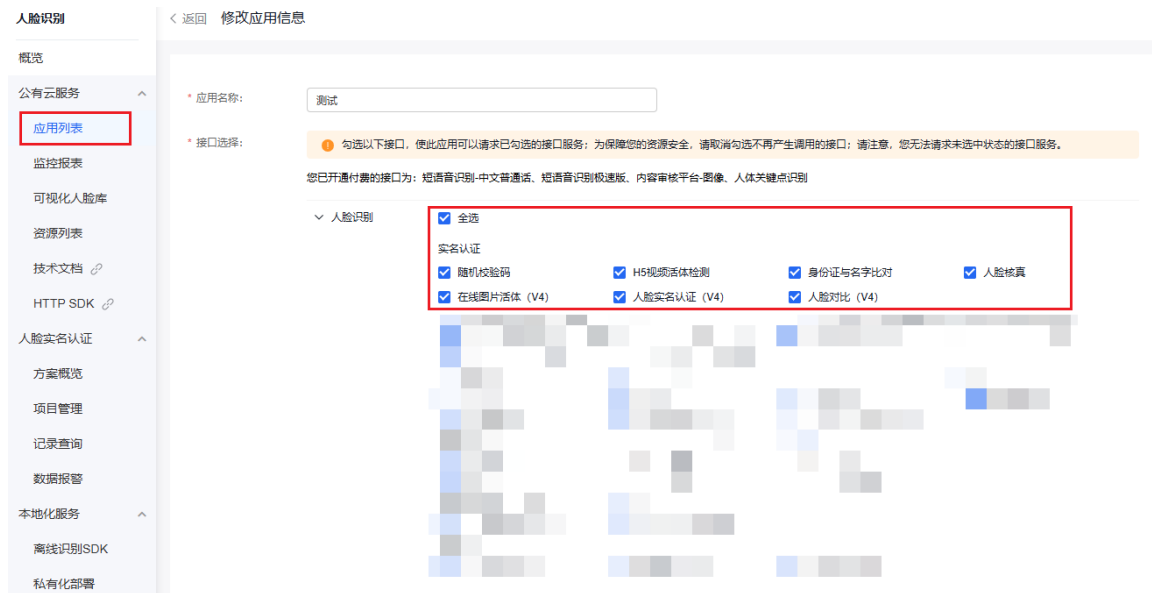 人脸识别
返回 修改应用信息
概览
公有云服务
应用列表
监控报表
可视化人脸库
资源列表
技术文档
HTTP SDK
人脸实名认证
方案概览
项目管理
记录查询
数据报警
本地化服务
离线识别SDK
私有化部署
* 应用名称:
测试
* 接口选择:
勾选以下接口，使此应用可以请求已勾选的接口服务；为保障您的资源安全，请取消勾选不再产生调用的接口；请注意，您无法请求未选中状态的接口服务。
您已开通付费的接口为：短语音识别-中文普通话、短语音识别极速版、内容审核平台-图像、人体关键点识别
人脸识别
全选
实名认证
随机校验码 H5视频活体检测 身份证与名字比对 人脸核真
在线图片活体（V4） 人脸实名认证（V4） 人脸对比（V4）